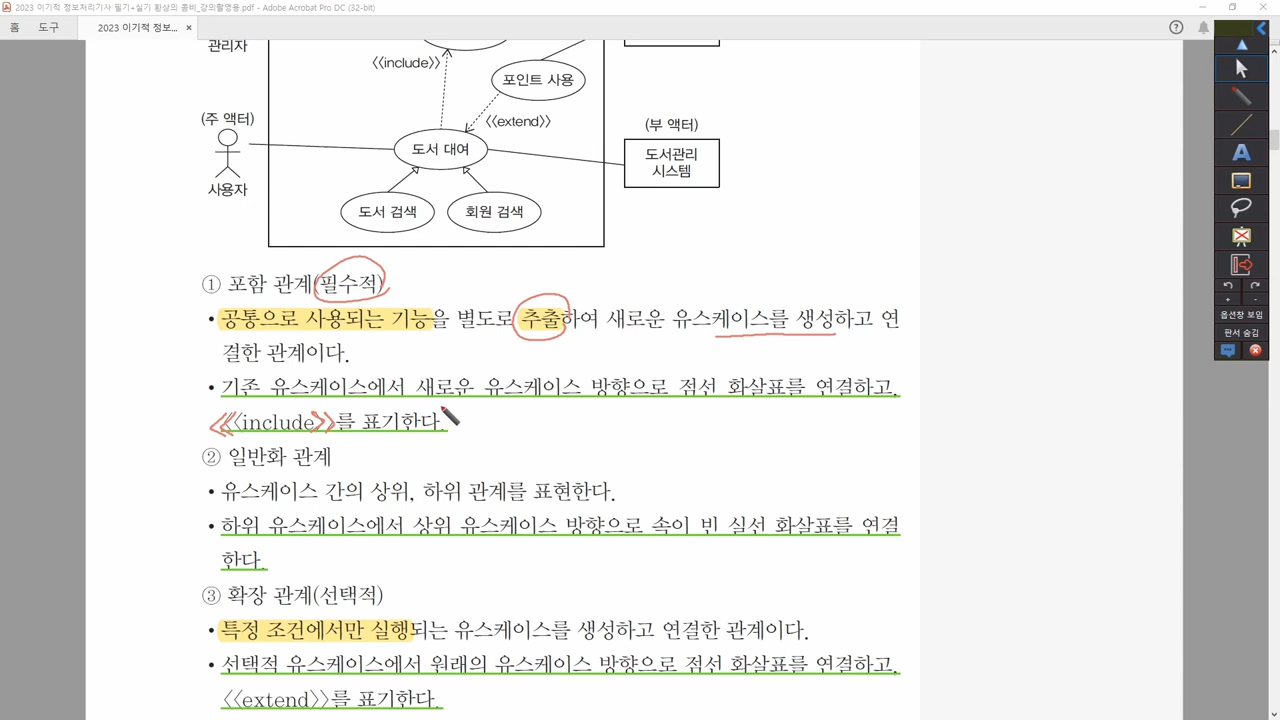 2023 이기적 정보처리기사 필기+실기 환상의 콤비_강의촬영용.pdf - Adobe Acrobat Pro DC (32-bit)
홈 도구 2023 이기적 정보... ×
관리자
〈〈include〉〉
포인트 사용
〈〈extend〉〉
(주 액터)
(부 액터)
도서 대여
도서관리
시스템
사용자
도서 검색 회원 검색
① 포함 관계(필수적)
• 공통으로 사용되는 기능을 별도로 추출하여 새로운 유스케이스를 생성하고 연
결한 관계이다.
• 기존 유스케이스에서 새로운 유스케이스 방향으로 점선 화살표를 연결하고,
〈〈include〉〉를 표기한다.
② 일반화 관계
• 유스케이스 간의 상위, 하위 관계를 표현한다.
• 하위 유스케이스에서 상위 유스케이스 방향으로 속이 빈 실선 화살표를 연결
한다.
③ 확장 관계(선택적)
• 특정 조건에서만 실행되는 유스케이스를 생성하고 연결한 관계이다.
• 선택적 유스케이스에서 원래의 유스케이스 방향으로 점선 화살표를 연결하고,
〈〈extend〉〉를 표기한다.
A
+ -
옵션창 보임
판서 숨김